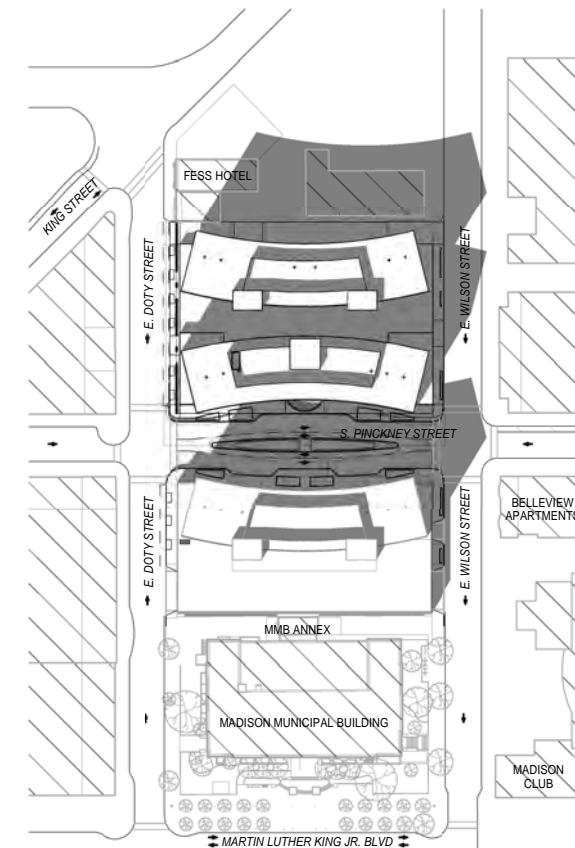 FESS HOTEL
KING STREET
E. DOTY STREET
E. WILSON STREET
S. PINCKNEY STREET
E. DOTY STREET
E. WILSON STREET
BELLEVIEW
APARTMENTS
MMB ANNEX
MADISON MUNICIPAL BUILDING
MADISON
CLUB
MARTIN LUTHER KING JR. BLVD